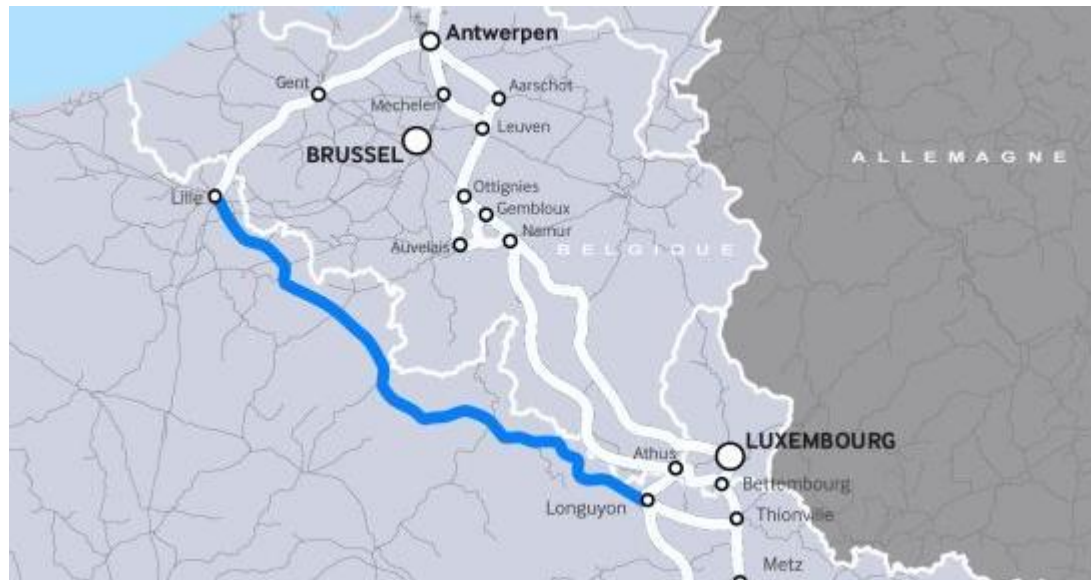 Antwerpen
Gent
Mechelen
Aarschot
BRUSSEL
Leuven
ALLEMAGNE
Lille
Ottignies
Gembloux
Auvelais
Namur
BELGIQUE
LUXEMBOURG
Athus
Bettembourg
Longuyon
Thionville
Metz